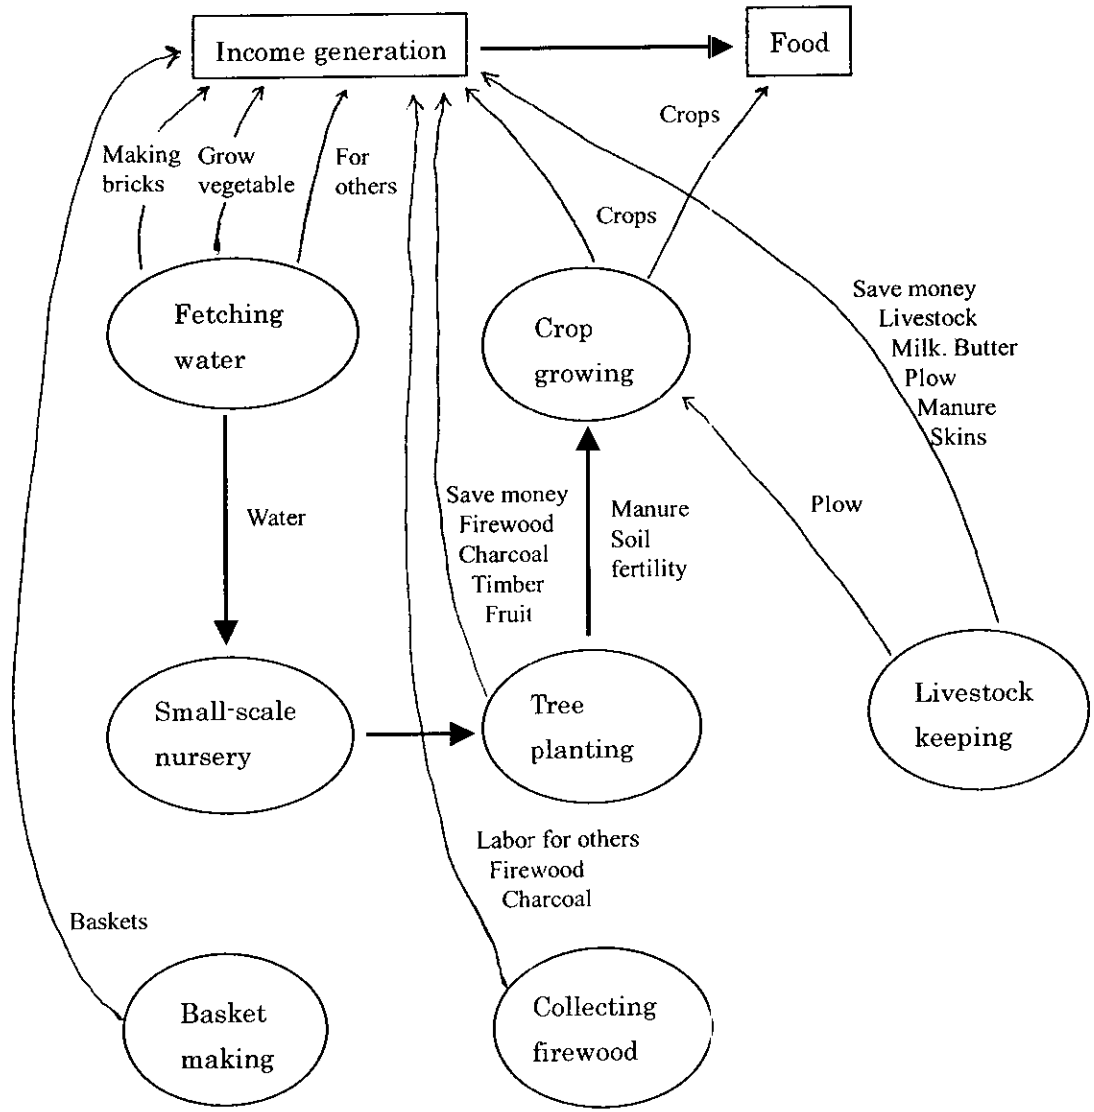 Income generation
Food
Crops
Making
bricks
Grow
vegetable
For
others
Crops
Fetching
water
Crop
growing
Save money
Livestock
Milk. Butter
Plow
Manure
Skins
Water
Save money
Firewood
Charcoal
Timber
Fruit
Manure
Soil
fertility
Plow
Small-scale
nursery
Tree
planting
Livestock
keeping
Labor for others
Firewood
Charcoal
Baskets
Basket
making
Collecting
firewood